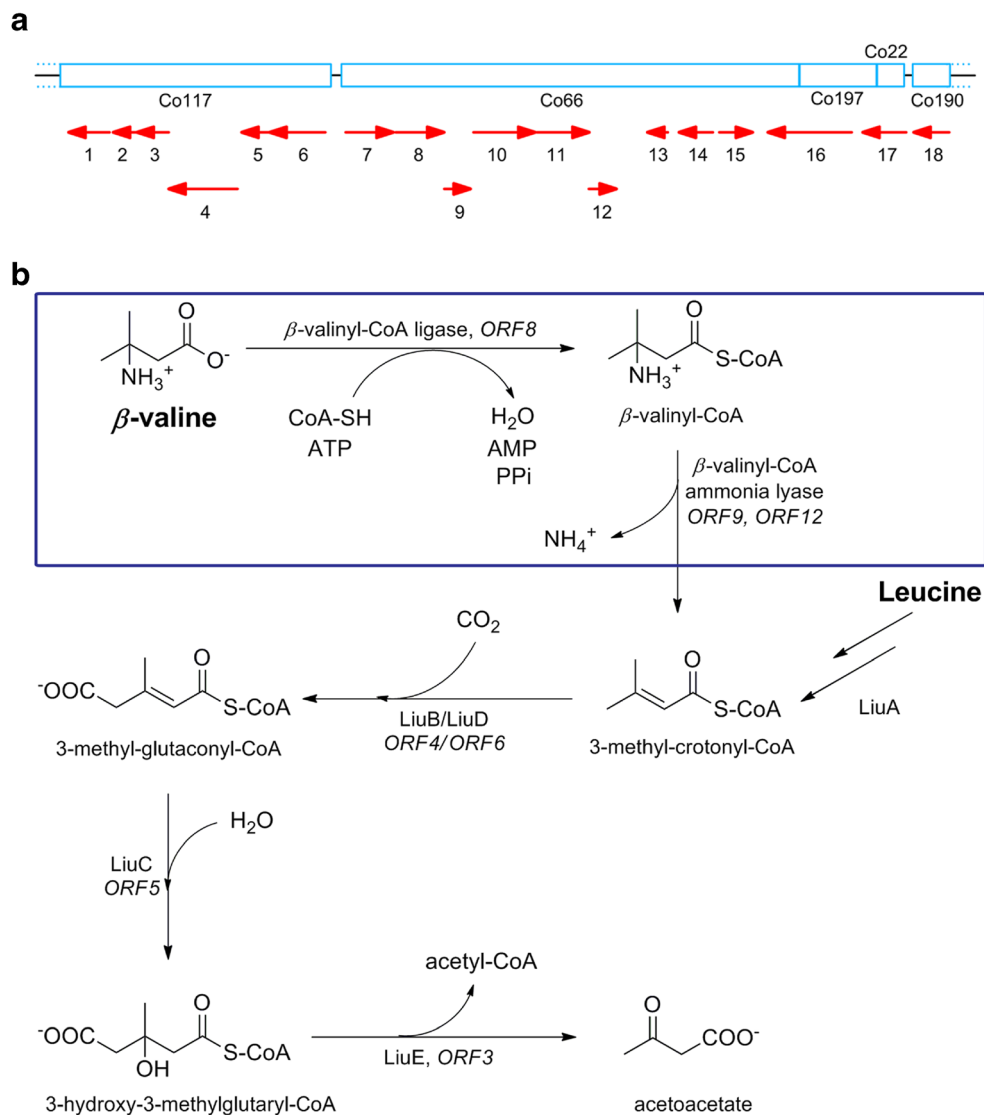 a
Co22
Co117
Co66
Co197
Co190
1 2 3 5 6 7 8 10 11 13 14 15 16 17 18
4 9 12
b
β-valine
NH3+
O
O-
β-valinyl-CoA ligase, ORF8
CoA-SH
ATP
H2O
AMP
PPi
O
S-CoA
NH3+
β-valinyl-CoA
β-valinyl-CoA
ammonia lyase
ORF9, ORF12
NH4+
Leucine
LiuA
CO2
O
-OOC
S-CoA
3-methyl-glutaconyl-CoA
LiuB/LiuD
ORF4/ORF6
O
S-CoA
3-methyl-crotonyl-CoA
H2O
LiuC
ORF5
acetyl-CoA
O
-OOC
OH
S-CoA
3-hydroxy-3-methylglutaryl-CoA
LiuE, ORF3
O
COO-
acetoacetate